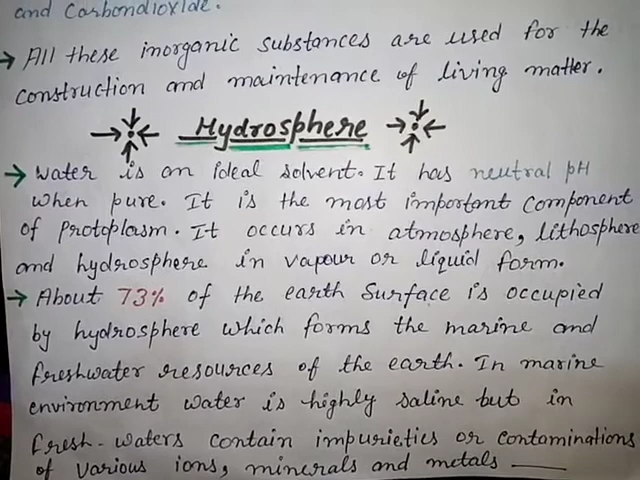 and Carbondioxide.
→ All these inorganic substances are used for the
construction and maintenance of living matter.
Hydrosphere
→ Water is an ideal solvent. It has neutral pH
when pure. It is the most important component
of Protoplasm. It occurs in atmosphere, lithosphere
and hydrosphere in vapour or liquid form.
→ About 73% of the earth Surface is occupied
by hydrosphere which forms the marine and
freshwater resources of the earth. In marine
environment water is highly saline but in
fresh-waters contain impurietics or contaminations
of various ions, minerals and metals